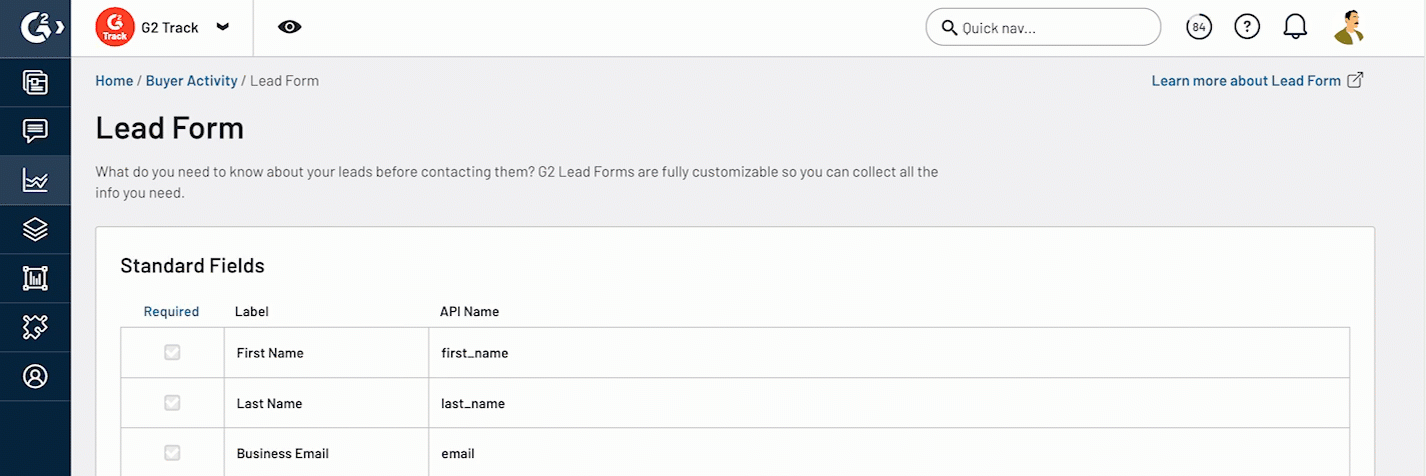 G2 Track
Track
Quick nav...
84
?
Home / Buyer Activity / Lead Form
Learn more about Lead Form
Lead Form
What do you need to know about your leads before contacting them? G2 Lead Forms are fully customizable so you can collect all the
info you need.
Standard Fields
Required Label API Name
First Name first_name
Last Name last_name
Business Email email